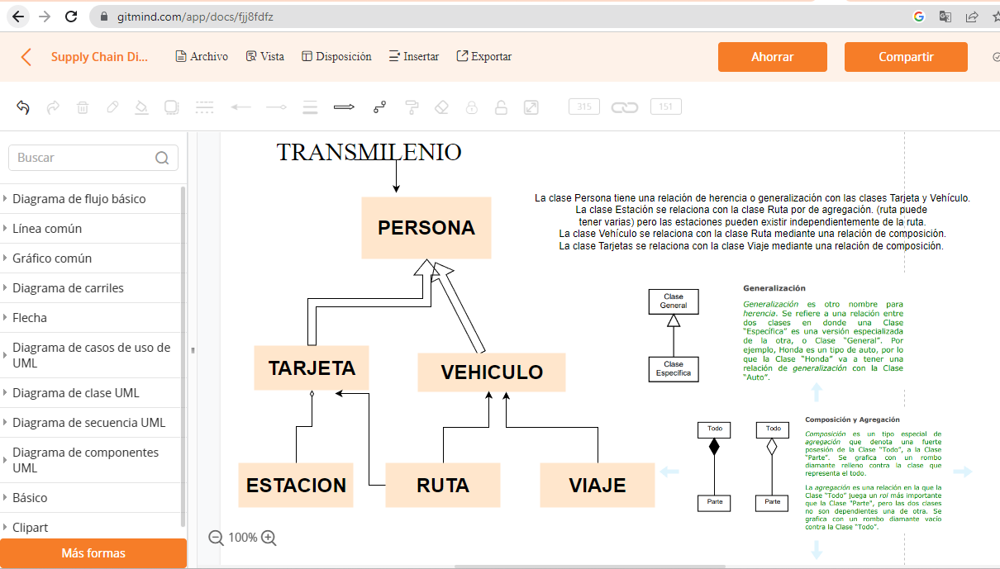 gitmind.com/app/docs/fjj8fdfz
Supply Chain Di...
Archivo
Vista
Disposición
Insertar
Exportar
Ahorrar
Compartir
315
151
Buscar
Diagrama de flujo básico
Línea común
Gráfico común
Diagrama de carriles
Flecha
Diagrama de casos de uso de
UML
Diagrama de clase UML
Diagrama de secuencia UML
Diagrama de componentes
UML
Básico
Clipart
Más formas
TRANSMILENIO
PERSONA
TARJETA
VEHICULO
ESTACION
RUTA
VIAJE
100%
La clase Persona tiene una relación de herencia o generalización con las clases Tarjeta y Vehículo.
La clase Estación se relaciona con la clase Ruta por de agregación. (ruta puede
tener varias) pero las estaciones pueden existir independientemente de la ruta.
La clase Vehículo se relaciona con la clase Ruta mediante una relación de composición.
La clase Tarjetas se relaciona con la clase Viaje mediante una relación de composición.
Clase
General
Clase
Específica
Generalización
Generalización es otro nombre para
herencia. Se refiere a una relación entre
dos clases en donde una Clase
"Específica" es una versión especializada
de la otra, o Clase "General". Por
ejemplo, Honda es un tipo de auto, por lo
que la Clase "Honda" va a tener una
relación de generalización con la Clase
"Auto".
Todo
Parte
Todo
Parte
Composición y Agregación
Composición es un tipo especial de
agregación que denota una fuerte
posesión de la Clase "Todo", a la Clase
"Parte". Se grafica con un rombo
diamante relleno contra la clase que
representa el todo.
La agregación es una relación en la que la
Clase "Todo" juega un rol más importante
que la Clase "Parte", pero las dos clases
no son dependientes una de otra. Se
grafica con un rombo diamante vacío
contra la Clase "Todo".